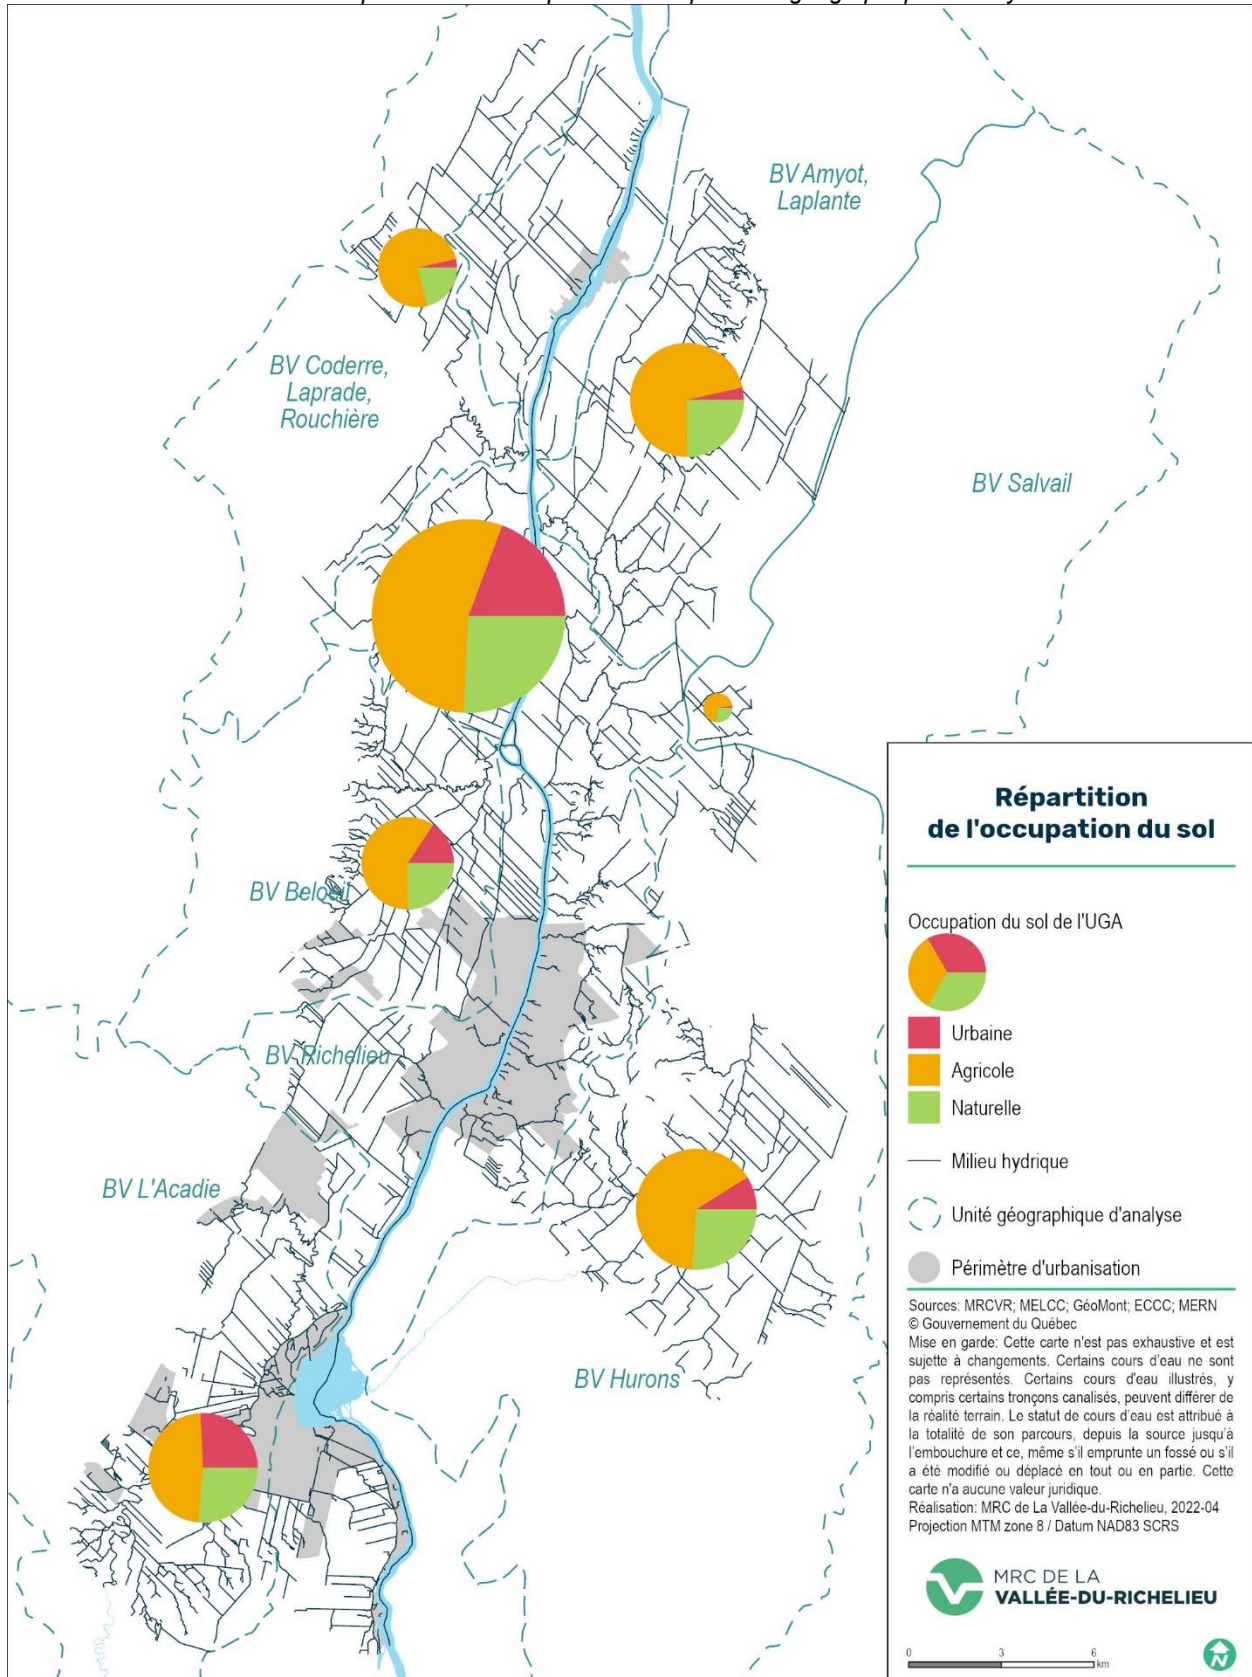 BV Amyot,
Laplante
BV Coderre,
Laprade,
Rouchière
BV Salvail
BV Beloeil
BV Richelieu
BV L'Acadie
BV Hurons
Répartition
de l'occupation du sol
Occupation du sol de l'UGA
Urbaine
Agricole
Naturelle
Milieu hydrique
Unité géographique d'analyse
Périmètre d'urbanisation
Sources: MRCVR; MELCC; GéoMont; ECCC; MERN
© Gouvernement du Québec
Mise en garde: Cette carte n'est pas exhaustive et est
sujette à changements. Certains cours d'eau ne sont
pas représentés. Certains cours d'eau illustrés, y
compris certains tronçons canalisés, peuvent différer de
la réalité terrain. Le statut de cours d'eau est attribué à
la totalité de son parcours, depuis la source jusqu'à
l'embouchure et ce, même s'il emprunte un fossé ou s'il
a été modifié ou déplacé en tout ou en partie. Cette
carte n'a aucune valeur juridique.
Réalisation: MRC de La Vallée-du-Richelieu, 2022-04
Projection MTM zone 8 / Datum NAD83 SCRS
MRC DE LA
VALLÉE-DU-RICHELIEU
0 3 6
km
N